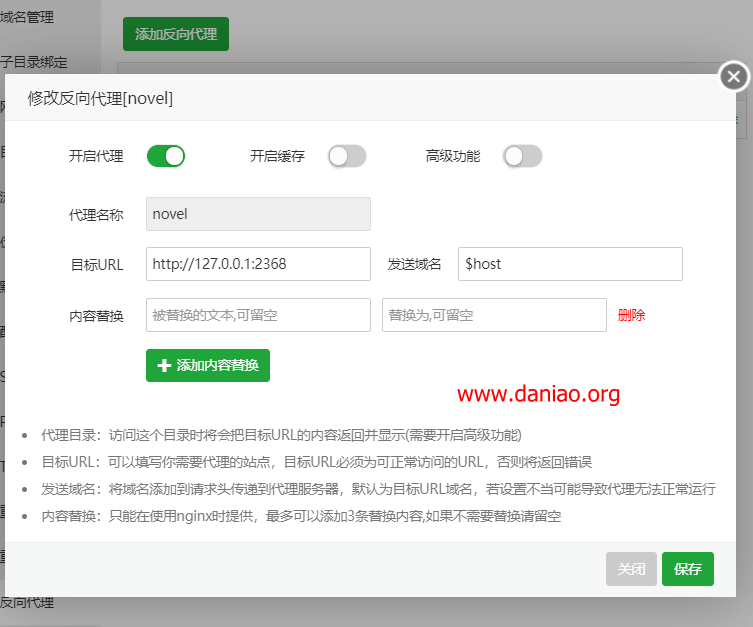 域名管理
添加反向代理
子目录绑定
修改反向代理[novel]
开启代理 开启缓存 高级功能
代理名称 novel
目标URL http://127.0.0.1:2368 发送域名 $host
内容替换 被替换的文本,可留空 替换为,可留空 删除
添加内容替换
www.daniao.org
代理目录：访问这个目录时将会把目标URL的内容返回并显示(需要开启高级功能)
目标URL：可以填写你需要代理的站点，目标URL必须为可正常访问的URL，否则将返回错误
发送域名：将域名添加到请求头传递到代理服务器，默认为目标URL域名，若设置不当可能导致代理无法正常运行
内容替换：只能在使用nginx时提供，最多可以添加3条替换内容,如果不需要替换请留空
关闭 保存
反向代理